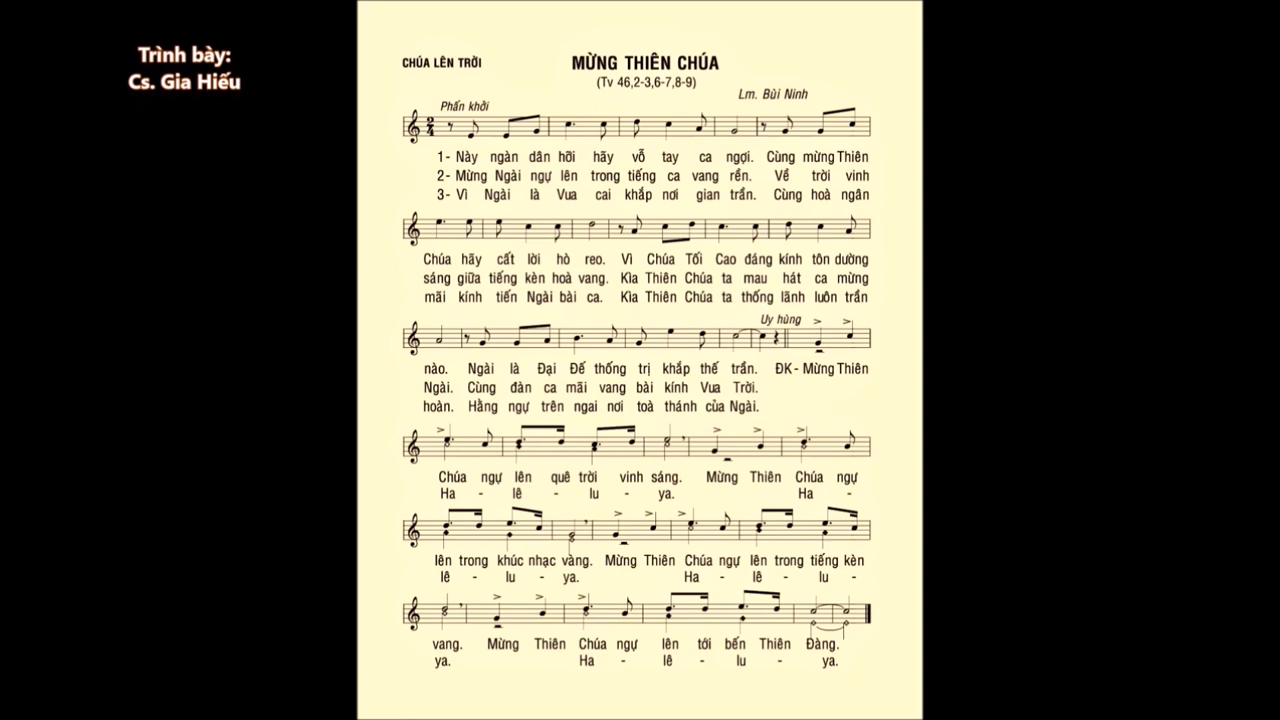 Trình bày:
Cs. Gia Hiếu
CHÚA LÊN TRỜI
MỪNG THIÊN CHÚA
(Tv 46,2-3,6-7,8-9)
Lm. Bùi Ninh
Phấn khởi
1- Này ngàn dân hỡi hãy vỗ tay ca ngợi. Cùng mừng Thiên
2- Mừng Ngài ngự lên trong tiếng ca vang rền. Về trời vinh
3- Vì Ngài là Vua cai khắp nơi gian trần. Cùng hoà ngân
Chúa hãy cất lời hò reo. Vì Chúa Tối Cao đáng kính tôn dường
sáng giữa tiếng kèn hoà vang. Kìa Thiên Chúa ta mau hát ca mừng
mãi kính tiến Ngài bài ca. Kìa Thiên Chúa ta thống lãnh luôn trần
Uy hùng
nào. Ngài là Đại Đế thống trị khắp thế trần. ĐK- Mừng Thiên
Ngài. Cùng đàn ca mãi vang bài kính Vua Trời.
hoàn. Hằng ngự trên ngai nơi toà thánh của Ngài.
Chúa ngự lên quê trời vinh sáng. Mừng Thiên Chúa ngự
Ha - lê - lu - ya. Ha -
lên trong khúc nhạc vàng. Mừng Thiên Chúa ngự lên trong tiếng kèn
lê - lu - ya. Ha - lê - lu -
vang. Mừng Thiên Chúa ngự lên tới bến Thiên Đàng.
ya. Ha - lê - lu - ya.